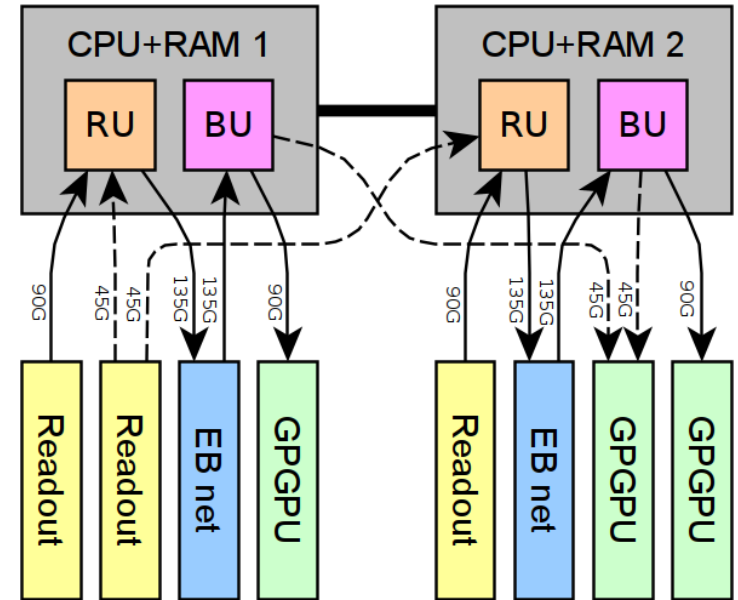 CPU+RAM 1
CPU+RAM 2
RU
BU
RU
BU
90G
45G
45G
135G
135G
90G
90G
135G
135G
45G
45G
90G
Readout
Readout
EB net
GPGPU
Readout
EB net
GPGPU
GPGPU